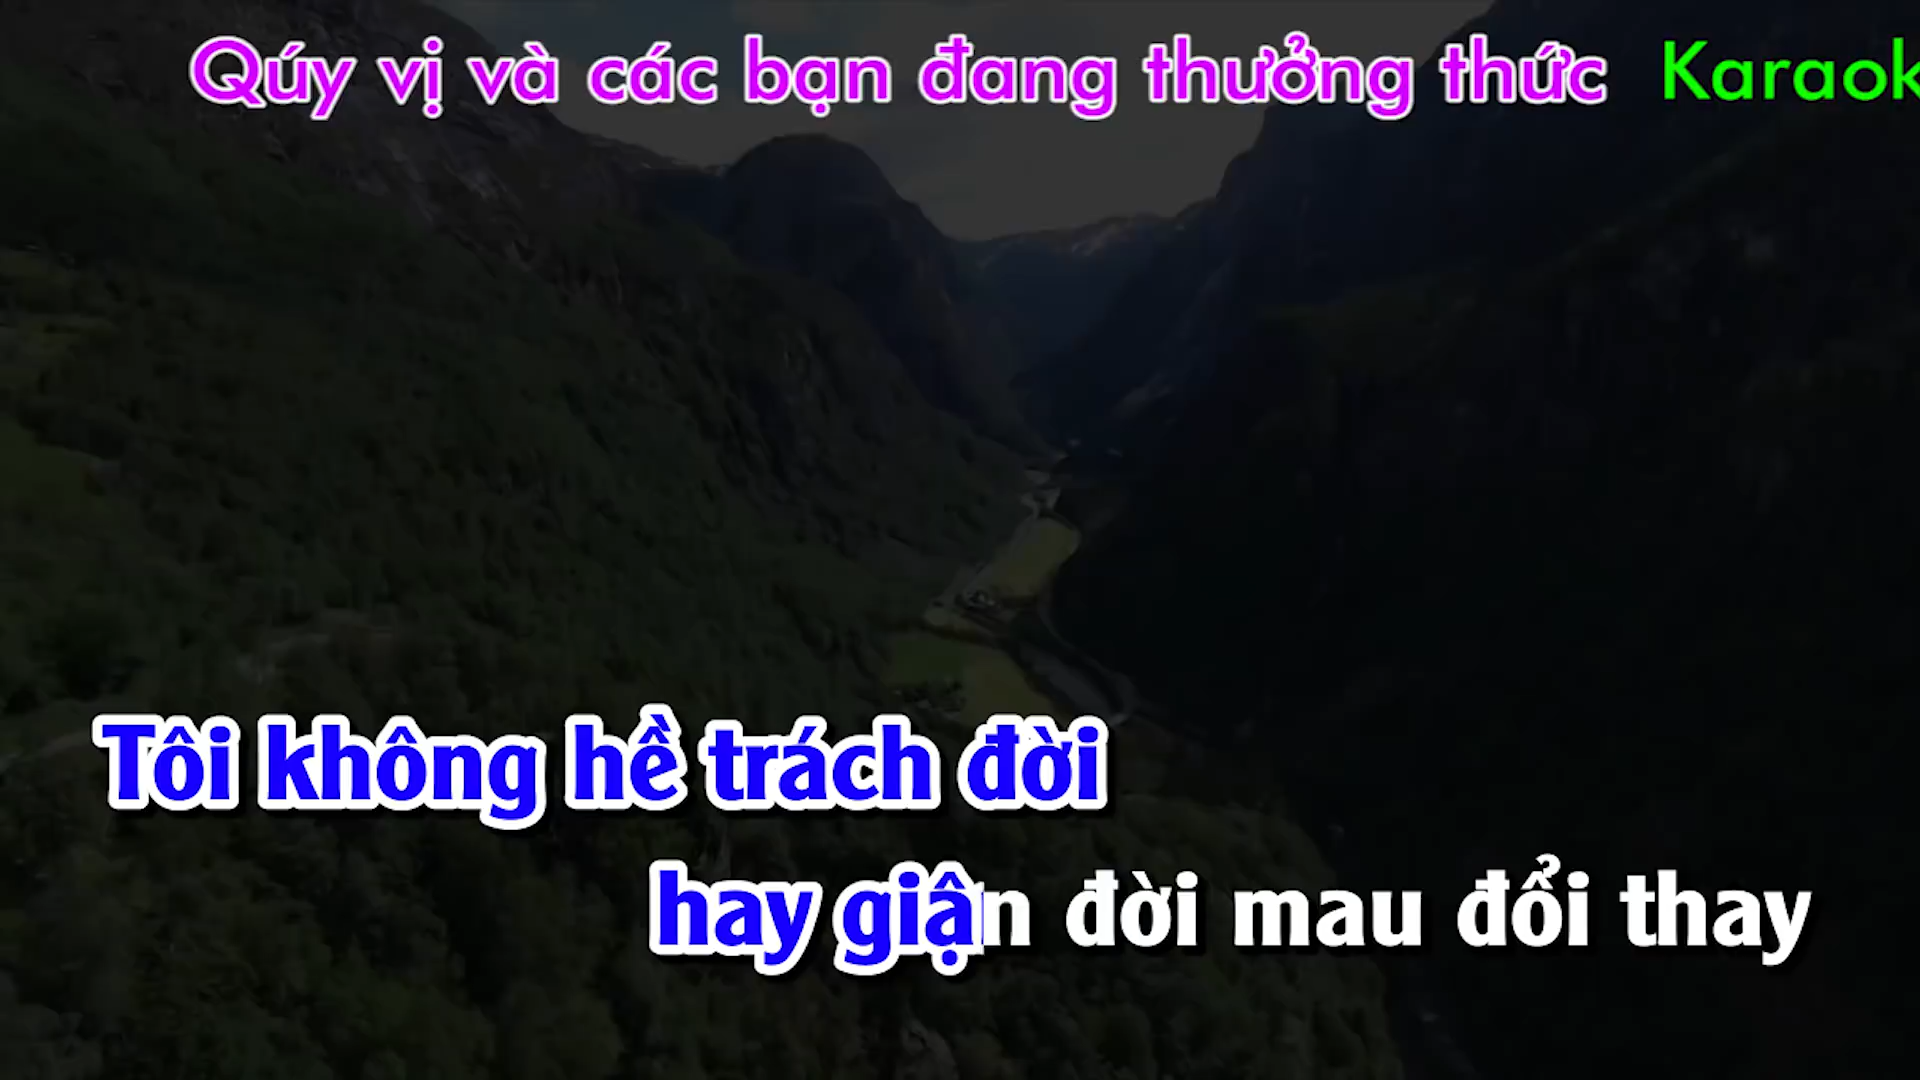 Qúy vị và các bạn đang thưởng thức Karaok
Tôi không hề trách đời
hay giận đời mau đổi thay